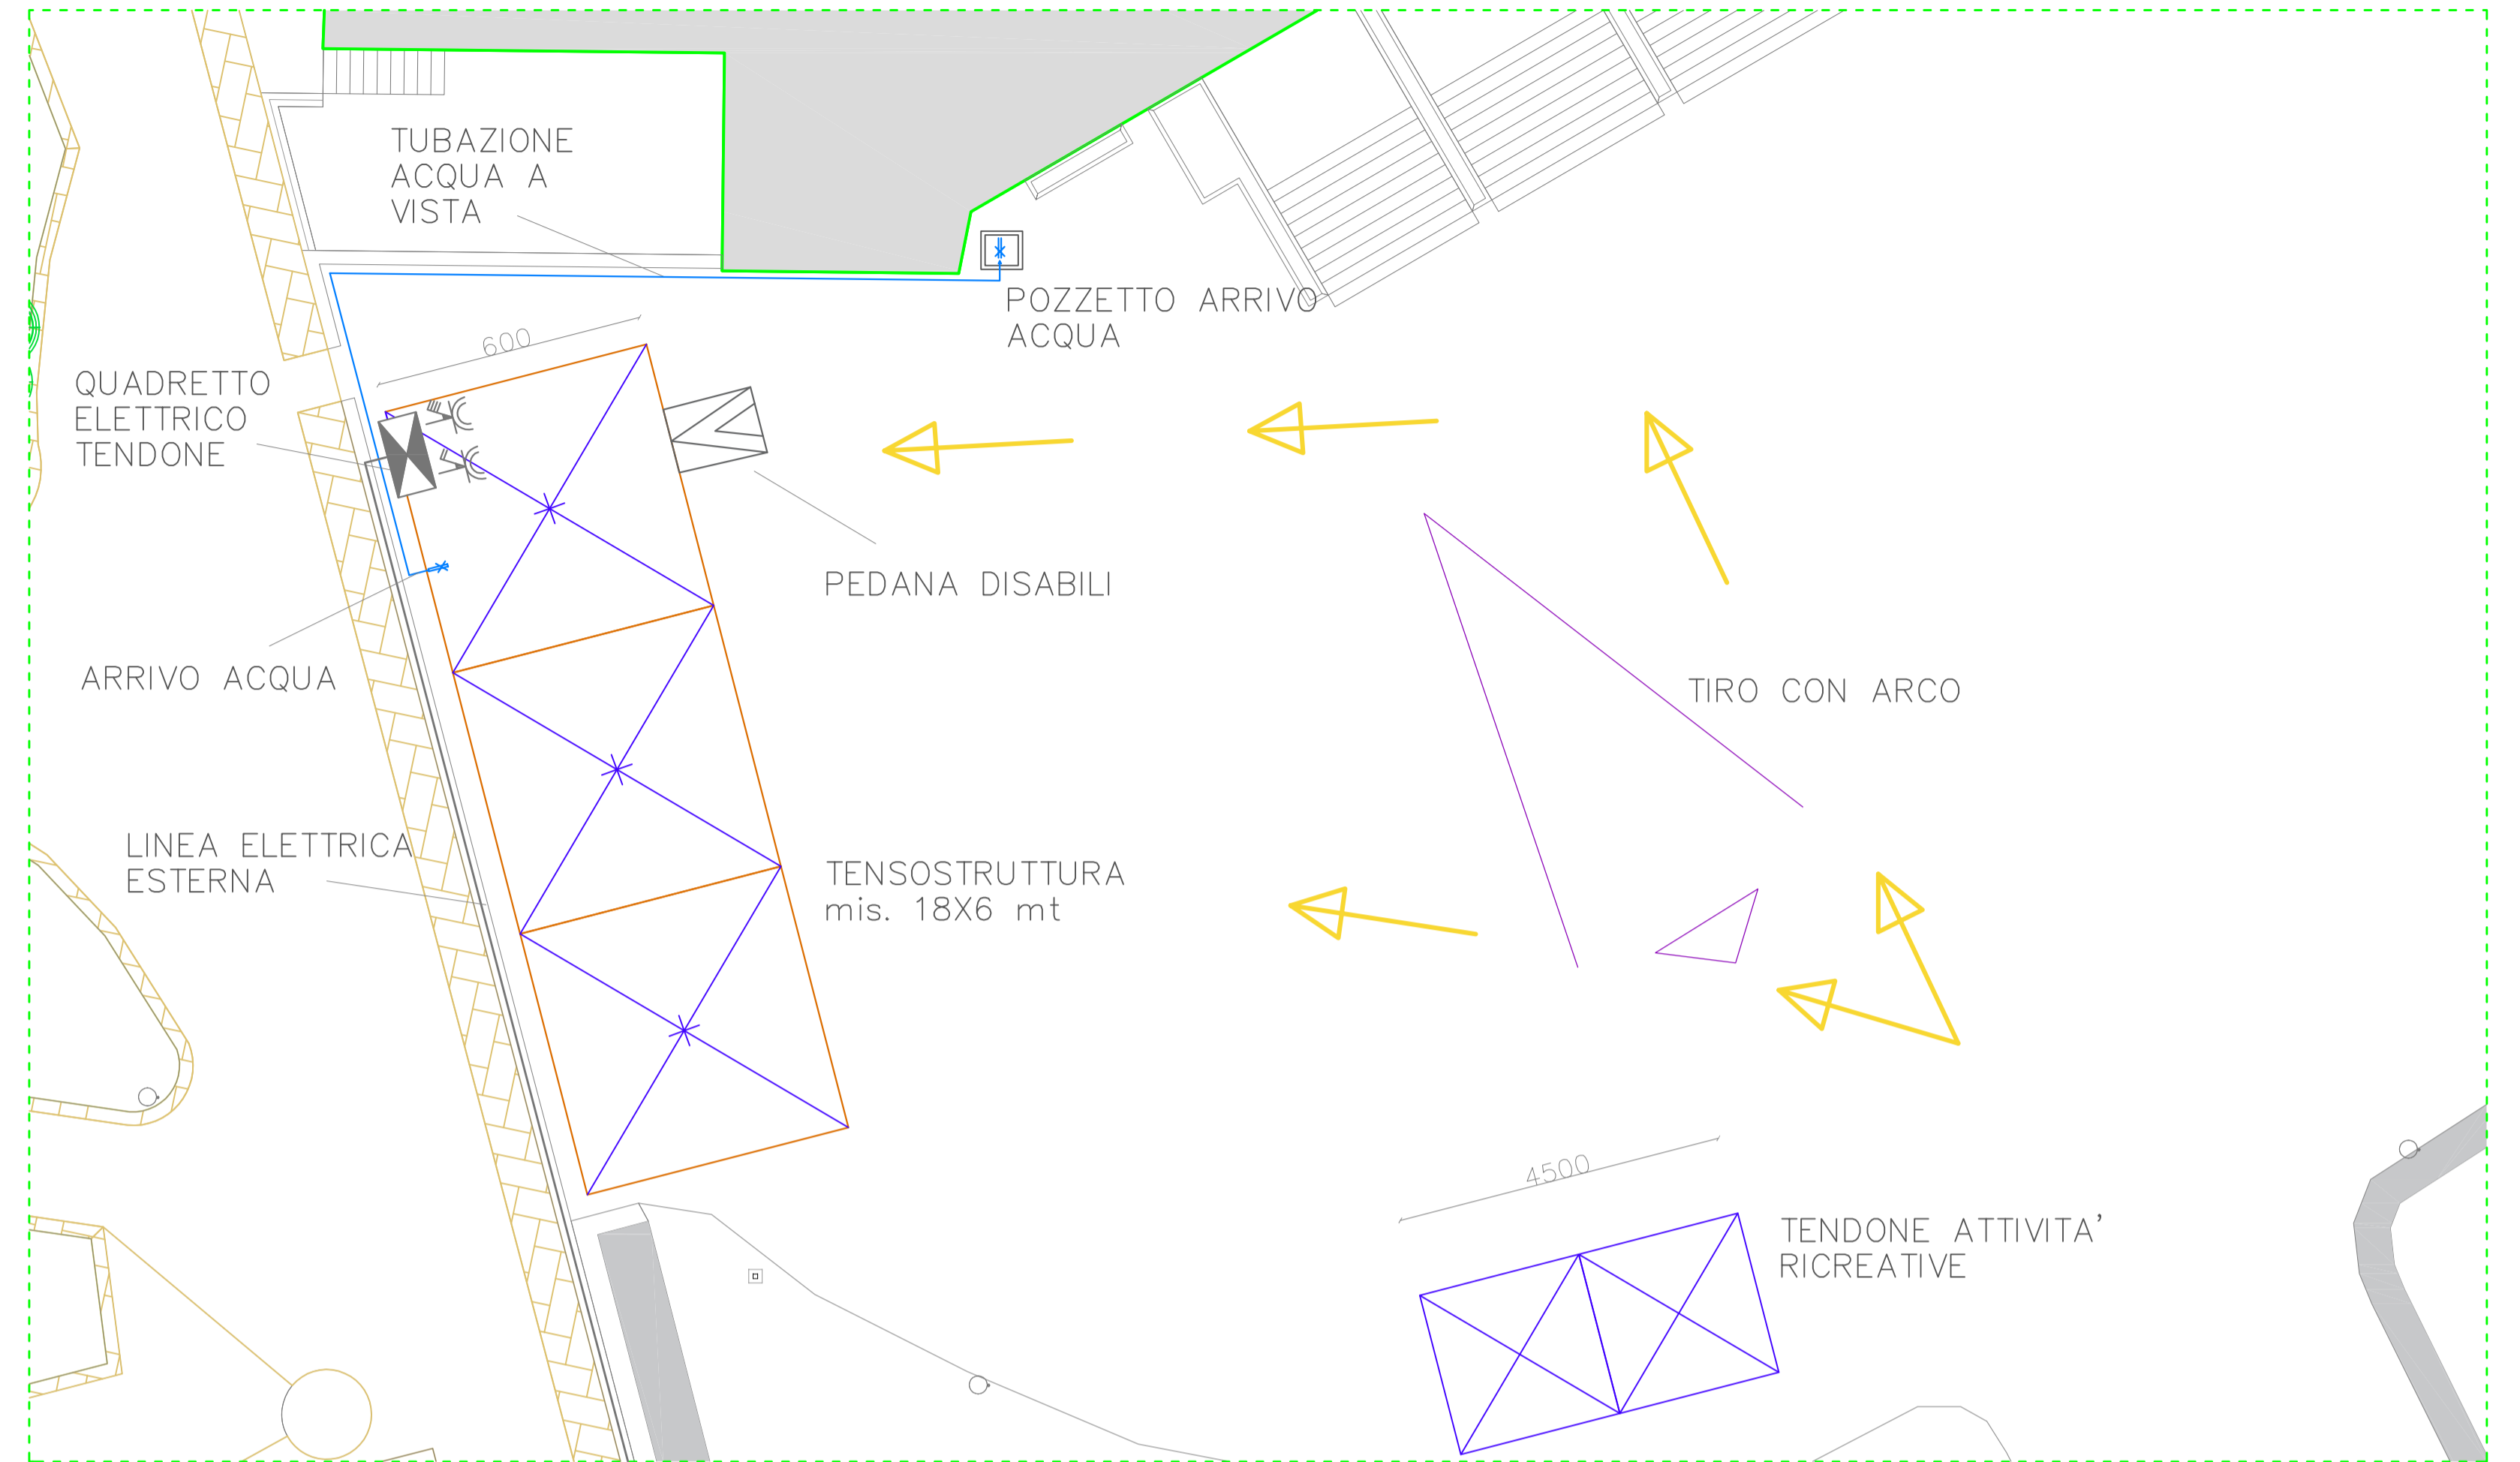 TUBAZIONE
ACQUA A
VISTA
POZZETTO ARRIVO
ACQUA
600
QUADRETTO
ELETTRICO
TENDONE
PEDANA DISABILI
ARRIVO ACQUA
TIRO CON ARCO
LINEA ELETTRICA
ESTERNA
TENSOSTRUTTURA
mis. 18X6 mt
4500
TENDONE ATTIVITA'
RICREATIVE